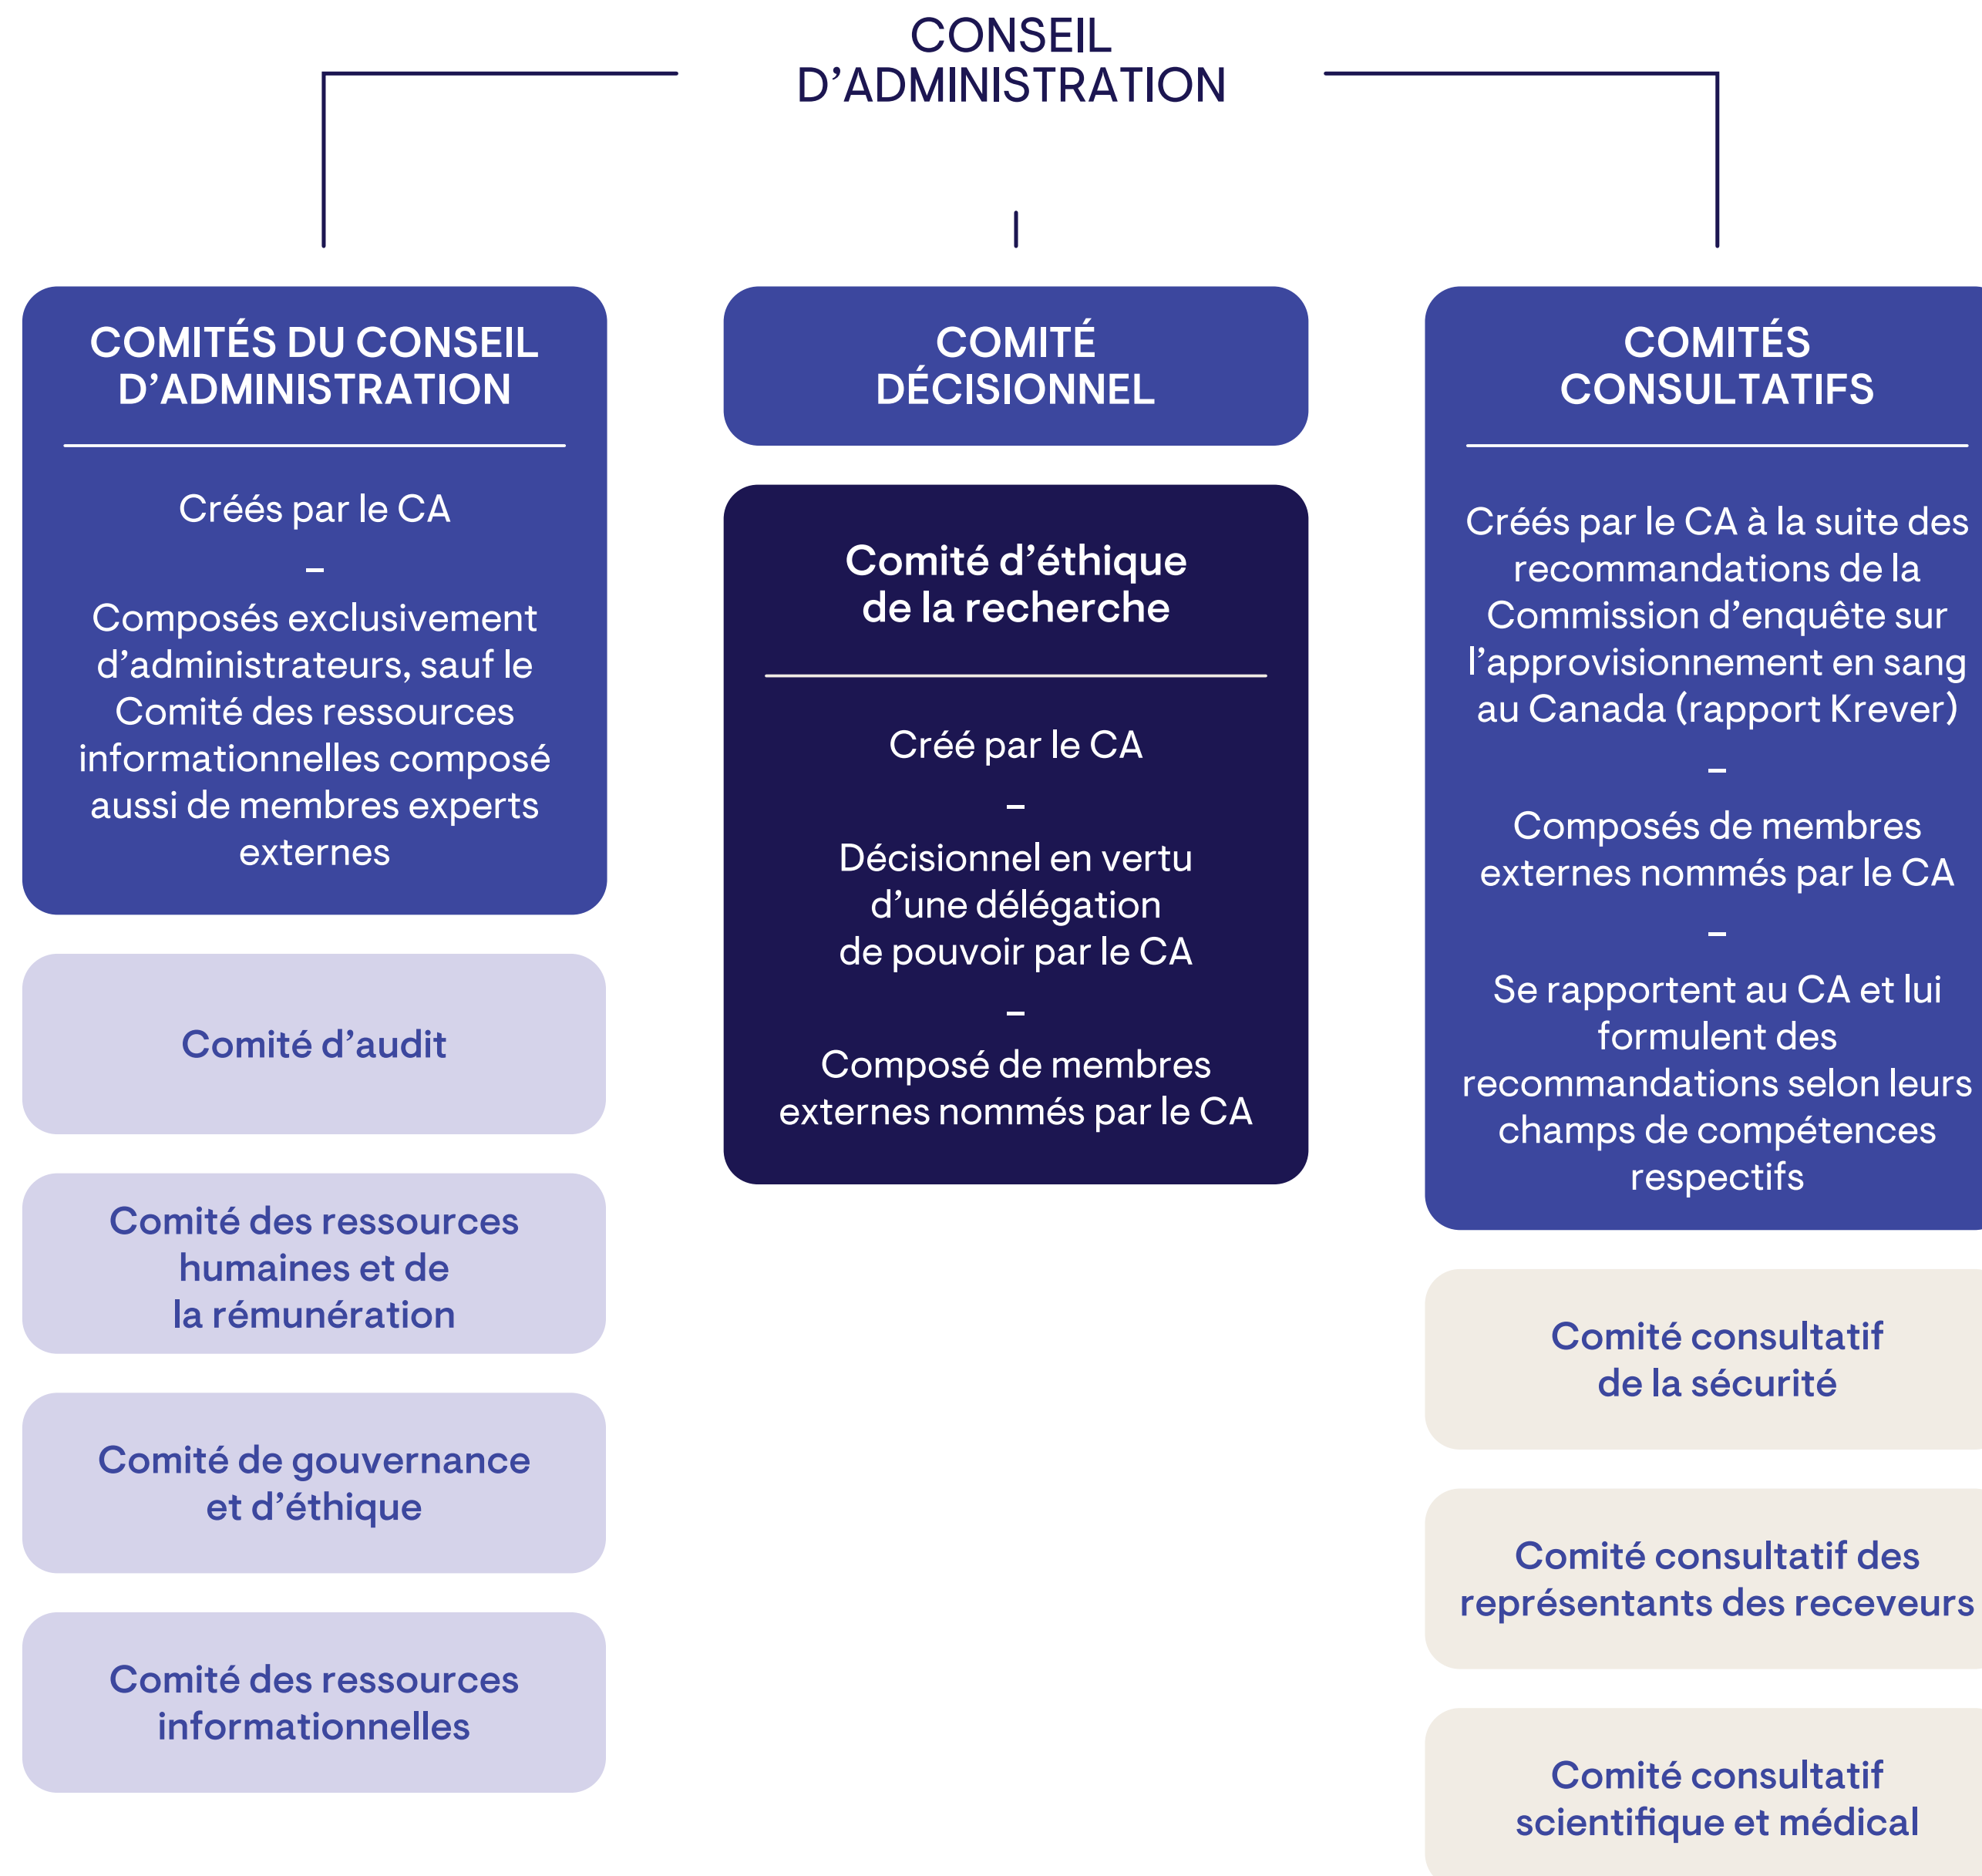 CONSEIL
D’ADMINISTRATION
COMITÉS DU CONSEIL
D’ADMINISTRATION
Créés par le CA
–
Composés exclusivement
d’administrateurs, sauf le
Comité des ressources
informationnelles composé
aussi de membres experts
externes
Comité d’audit
Comité des ressources
humaines et de
la rémunération
Comité de gouvernance
et d’éthique
Comité des ressources
informationnelles
COMITÉ
DÉCISIONNEL
Comité d’éthique
de la recherche
Créé par le CA
–
Décisionnel en vertu
d’une délégation
de pouvoir par le CA
–
Composé de membres
externes nommés par le CA
COMITÉS
CONSULTATIFS
Créés par le CA à la suite des
recommandations de la
Commission d’enquête sur
l’approvisionnement en sang
au Canada (rapport Krever)
–
Composés de membres
externes nommés par le CA
–
Se rapportent au CA et lui
formulent des
recommandations selon leurs
champs de compétences
respectifs
Comité consultatif
de la sécurité
Comité consultatif des
représentants des receveurs
Comité consultatif
scientifique et médical